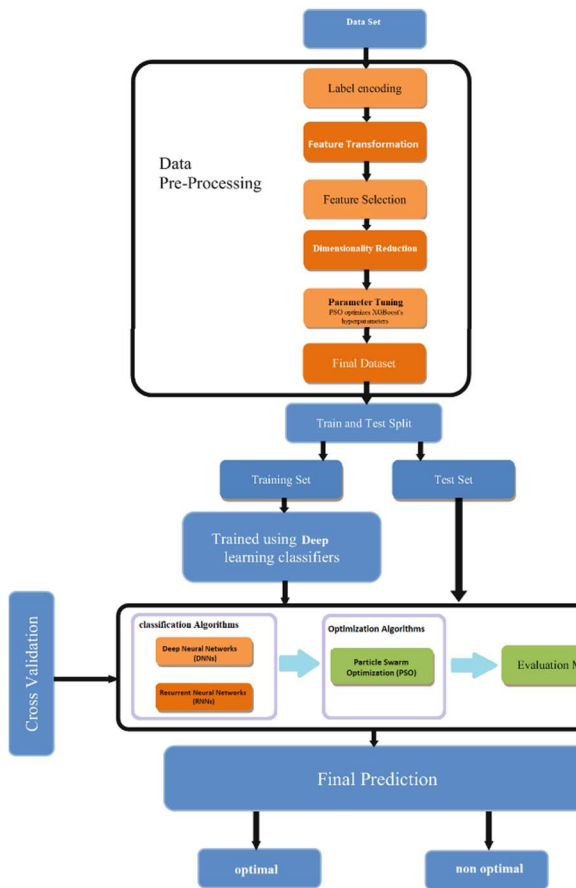 Data Set
Label encoding
Feature Transformation
Data
Pre-Processing
Feature Selection
Dimensionality Reduction
Parameter Tuning
PSO optimizes XGBoost's
hyperparameters
Final Dataset
Train and Test Split
Training Set
Test Set
Trained using Deep
learning classifiers
Cross Validation
classification Algorithms
Deep Neural Networks
(DNNs)
Recurrent Neural Networks
(RNNs)
Optimization Algorithms
Particle Swarm
Optimization (PSO)
Evaluation M
Final Prediction
optimal
non optimal